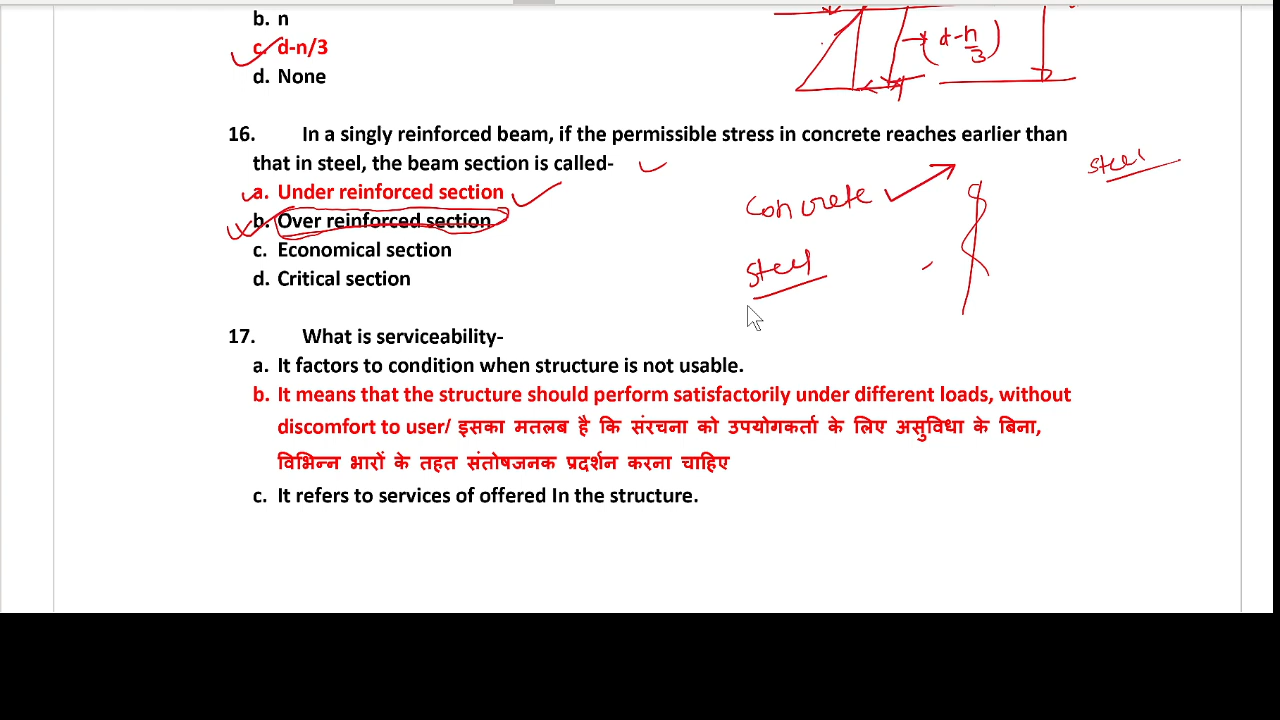 b. n
c. d-n/3
d. None
(d-n/3)
16. In a singly reinforced beam, if the permissible stress in concrete reaches earlier than
that in steel, the beam section is called-
steel
a. Under reinforced section
concrete
b. Over reinforced section
c. Economical section
steel
d. Critical section
17. What is serviceability-
a. It factors to condition when structure is not usable.
b. It means that the structure should perform satisfactorily under different loads, without
discomfort to user/ इसका मतलब है कि संरचना को उपयोगकर्ता के लिए असुविधा के बिना,
विभिन्न भारों के तहत संतोषजनक प्रदर्शन करना चाहिए
c. It refers to services of offered In the structure.